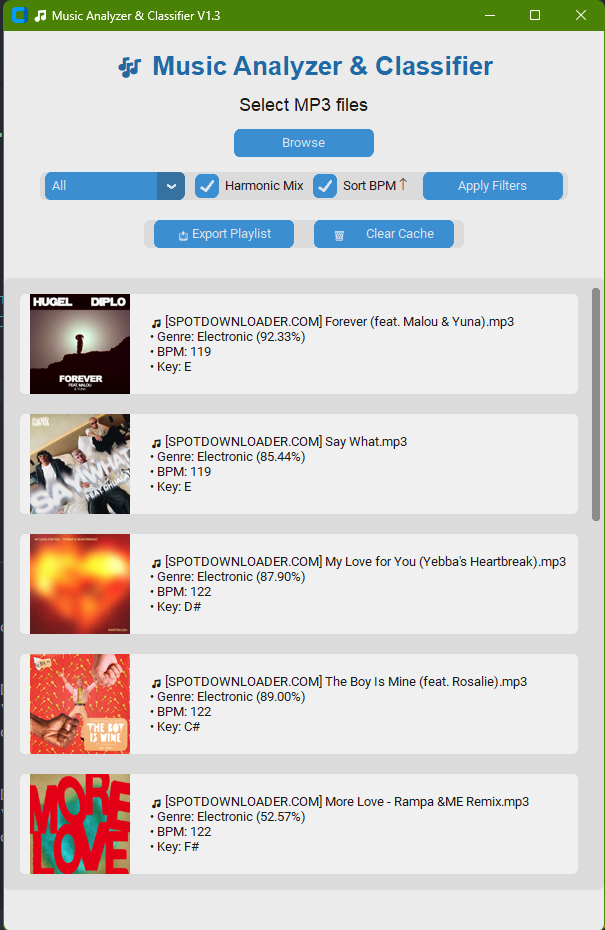 Music Analyzer & Classifier V1.3
Music Analyzer & Classifier
Select MP3 files
Browse
All
Harmonic Mix
Sort BPM↑
Apply Filters
Export Playlist
Clear Cache
HUGEL DIPLO
FOREVER
FEAT. MALOU
& YUNA
[SPOTDOWNLOADER.COM] Forever (feat. Malou & Yuna).mp3
• Genre: Electronic (92.33%)
• BPM: 119
• Key: E
SAY WHAT
[SPOTDOWNLOADER.COM] Say What.mp3
• Genre: Electronic (85.44%)
• BPM: 119
• Key: E
[SPOTDOWNLOADER.COM] My Love for You (Yebba's Heartbreak).mp3
• Genre: Electronic (87.90%)
• BPM: 122
• Key: D#
THE BOY
IS MINE
[SPOTDOWNLOADER.COM] The Boy Is Mine (feat. Rosalie).mp3
• Genre: Electronic (89.00%)
• BPM: 122
• Key: C#
MORE
LOVE
[SPOTDOWNLOADER.COM] More Love - Rampa &ME Remix.mp3
• Genre: Electronic (52.57%)
• BPM: 122
• Key: F#